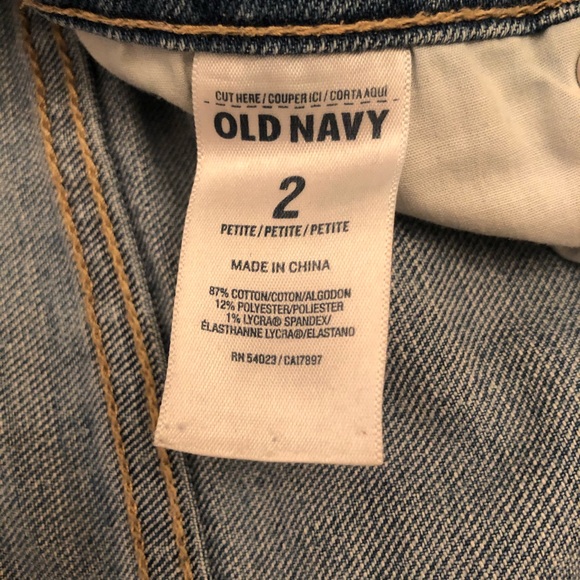 CUT HERE / COUPER ICI / CORTA AQUÍ
OLD NAVY
2
PETITE / PETITE / PETITE
MADE IN CHINA
87% COTTON/COTON/ALGODON
12% POLYESTER/POLIESTER
1% LYCRA® SPANDEX/
ÉLASTHANNE LYCRA®/ELASTANO
RN 54023 / CA17897